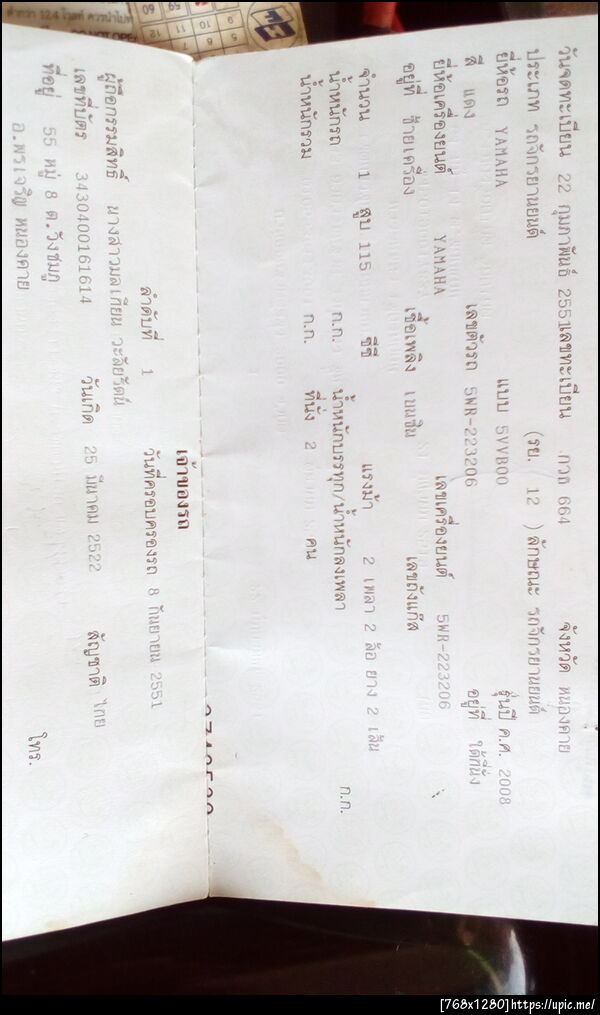 วันจดทะเบียน 22 กุมภาพันธ์ 2551 เลขทะเบียน กวด 664 จังหวัด หนองคาย
ประเภท รถจักรยานยนต์ (รย. 12 ) ลักษณะ รถจักรยานยนต์
ยี่ห้อรถ YAMAHA แบบ 5VVB00 รุ่นปี ค.ศ. 2008
สี แดง เลขตัวรถ 5WR-223206 อยู่ที่ ใต้ที่นั่ง
ยี่ห้อเครื่องยนต์ YAMAHA เลขเครื่องยนต์ 5WR-223206
อยู่ที่ ซ้ายเครื่อง เชื้อเพลิง เบนซิน เลขถังแก๊ส
จำนวน 1 สูบ 115 ซีซี แรงม้า 2 เพลา 2 ล้อ ยาง 2 เส้น
น้ำหนักรถ ก.ก. น้ำหนักบรรทุก/น้ำหนักลงเพลา ก.ก.
น้ำหนักรวม ก.ก. ที่นั่ง 2 คน
เจ้าของรถ
ลำดับที่ 1 วันที่ครอบครองรถ 8 กันยายน 2551
ผู้ถือกรรมสิทธิ์ นางสาวมลเกียน วะลัยรัตน์
เลขที่บัตร 3430400161614 วันเกิด 25 มีนาคม 2522 สัญชาติ ไทย
ที่อยู่ 55 หมู่ 8 ต.วังชมภู
อ.พรเจริญ หนองคาย โทร.
[768x1280]https://upic.me/